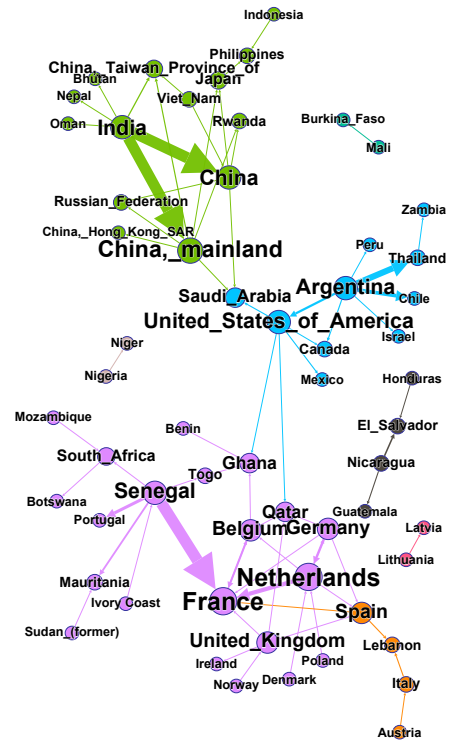 Indonesia
Philippines
China,_Taiwan_Province_of
Bhutan
Japan
Nepal
Viet_Nam
Oman
India
Rwanda
Burkina_Faso
Mali
China
Russian_Federation
Zambia
China,_Hong_Kong_SAR
Peru
China,_mainland
Thailand
Argentina
Saudi_Arabia
Chile
United_States_of_America
Israel
Niger
Canada
Nigeria
Mexico
Honduras
Mozambique
Benin
El_Salvador
South_Africa
Ghana
Nicaragua
Togo
Senegal
Botswana
Qatar
Guatemala
Portugal
Belgium
Germany
Latvia
Lithuania
Mauritania
Netherlands
Ivory_Coast
France
Spain
Sudan_(former)
United_Kingdom
Lebanon
Ireland
Poland
Norway
Denmark
Italy
Austria